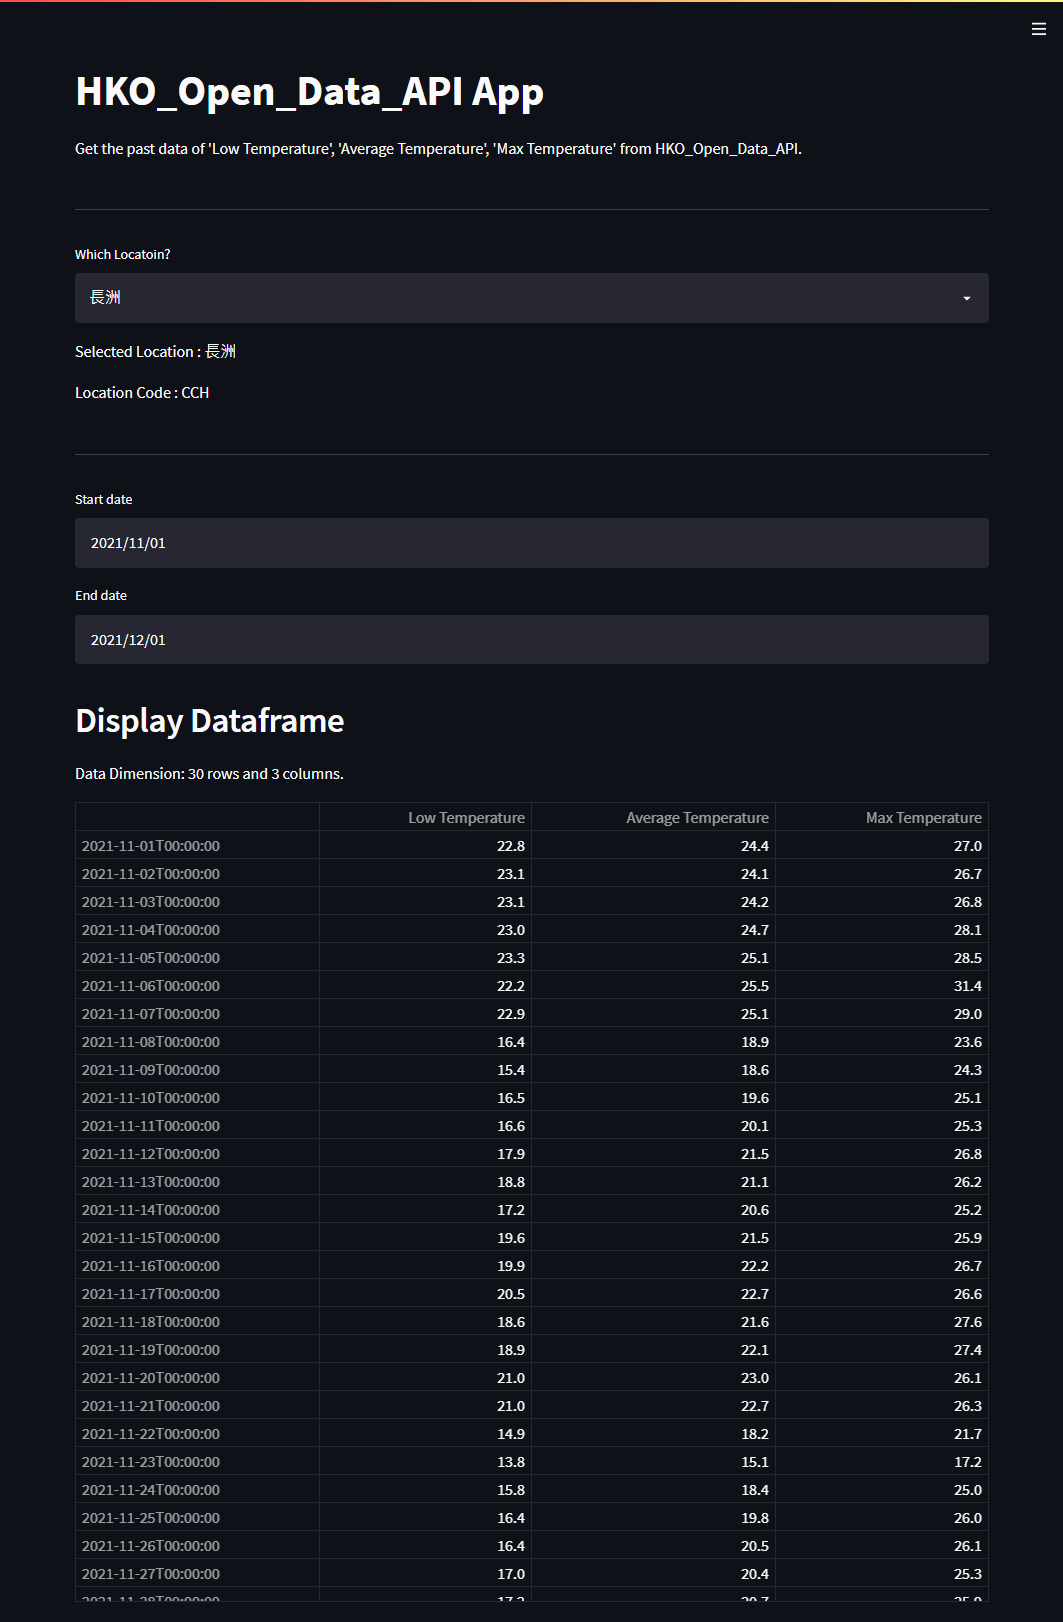 HKO_Open_Data_API App
Get the past data of 'Low Temperature', 'Average Temperature', 'Max Temperature' from HKO_Open_Data_API.
Which Locatoin?
長洲
Selected Location : 長洲
Location Code : CCH
Start date
2021/11/01
End date
2021/12/01
Display Dataframe
Data Dimension: 30 rows and 3 columns.
Low Temperature Average Temperature Max Temperature
2021-11-01T00:00:00 22.8 24.4 27.0
2021-11-02T00:00:00 23.1 24.1 26.7
2021-11-03T00:00:00 23.1 24.2 26.8
2021-11-04T00:00:00 23.0 24.7 28.1
2021-11-05T00:00:00 23.3 25.1 28.5
2021-11-06T00:00:00 22.2 25.5 31.4
2021-11-07T00:00:00 22.9 25.1 29.0
2021-11-08T00:00:00 16.4 18.9 23.6
2021-11-09T00:00:00 15.4 18.6 24.3
2021-11-10T00:00:00 16.5 19.6 25.1
2021-11-11T00:00:00 16.6 20.1 25.3
2021-11-12T00:00:00 17.9 21.5 26.8
2021-11-13T00:00:00 18.8 21.1 26.2
2021-11-14T00:00:00 17.2 20.6 25.2
2021-11-15T00:00:00 19.6 21.5 25.9
2021-11-16T00:00:00 19.9 22.2 26.7
2021-11-17T00:00:00 20.5 22.7 26.6
2021-11-18T00:00:00 18.6 21.6 27.6
2021-11-19T00:00:00 18.9 22.1 27.4
2021-11-20T00:00:00 21.0 23.0 26.1
2021-11-21T00:00:00 21.0 22.7 26.3
2021-11-22T00:00:00 14.9 18.2 21.7
2021-11-23T00:00:00 13.8 15.1 17.2
2021-11-24T00:00:00 15.8 18.4 25.0
2021-11-25T00:00:00 16.4 19.8 26.0
2021-11-26T00:00:00 16.4 20.5 26.1
2021-11-27T00:00:00 17.0 20.4 25.3